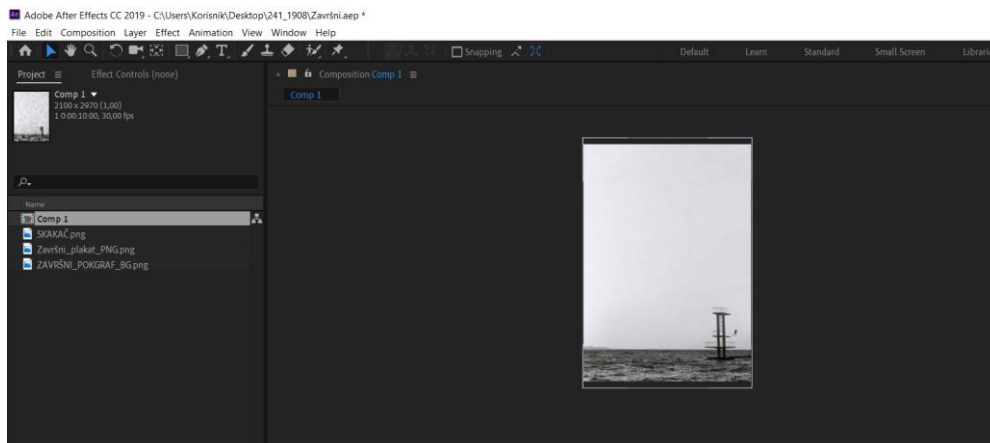 Adobe After Effects CC 2019 - C:\Users\Korisnik\Desktop\241_1908\Završni.aep *
File Edit Composition Layer Effect Animation View Window Help
Snapping Default Learn Standard Small Screen Librari
Project Effect Controls (none)
Composition Comp 1
Comp 1
2100 x 2970 (1,00)
1 0:00:10:00, 30,00 fps
Comp 1
Name
Comp 1
SKAKAČ.png
Završni_plakat_PNG.png
ZAVRŠNI_POKGRAF_BG.png